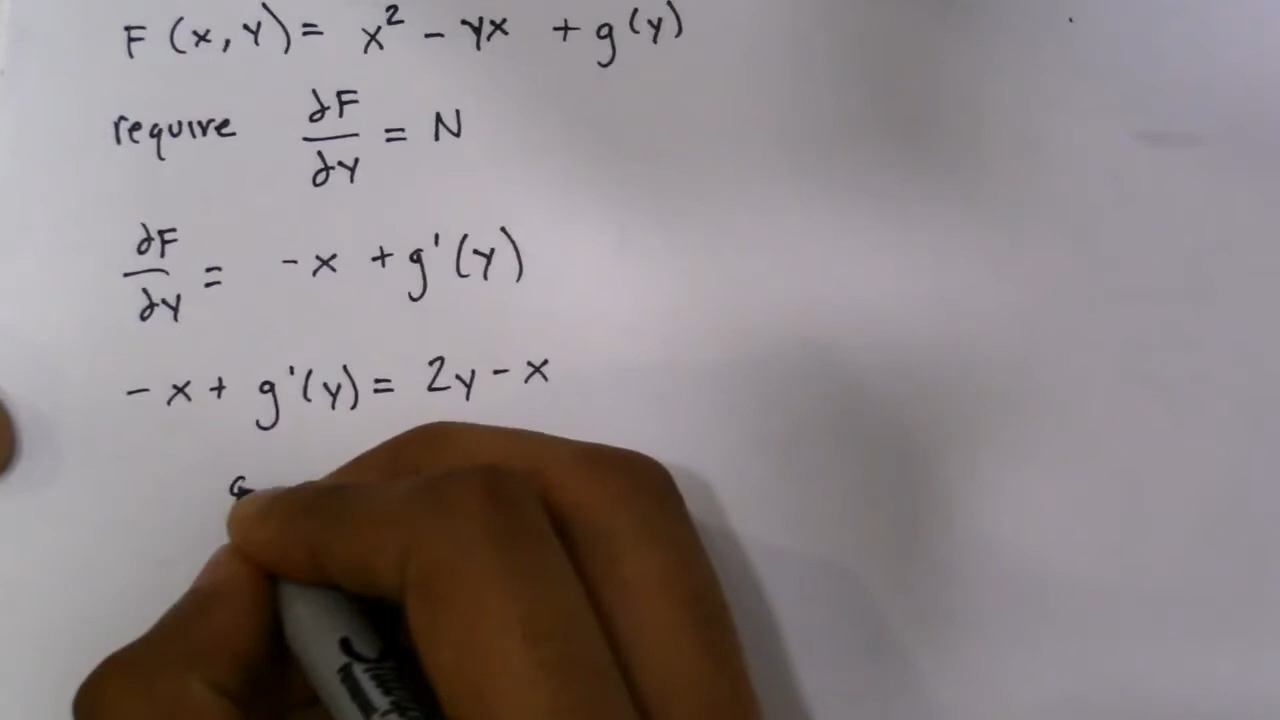 F(x,y) = x² - yx + g(y)
require ∂F/∂y = N
∂F/∂y = -x + g'(y)
-x + g'(y) = 2y - x
g